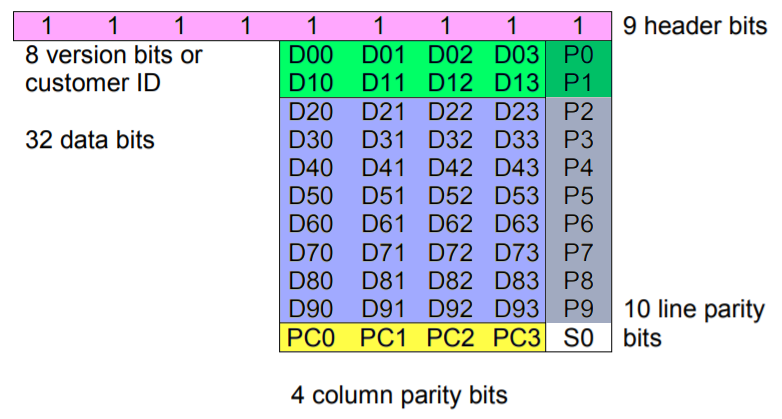 1 1 1 1 1 1 1 1 1 9 header bits
8 version bits or D00 D01 D02 D03 P0
customer ID D10 D11 D12 D13 P1
D20 D21 D22 D23 P2
32 data bits D30 D31 D32 D33 P3
D40 D41 D42 D43 P4
D50 D51 D52 D53 P5
D60 D61 D62 D63 P6
D70 D71 D72 D73 P7
D80 D81 D82 D83 P8
D90 D91 D92 D93 P9 10 line parity
PC0 PC1 PC2 PC3 S0 bits
4 column parity bits